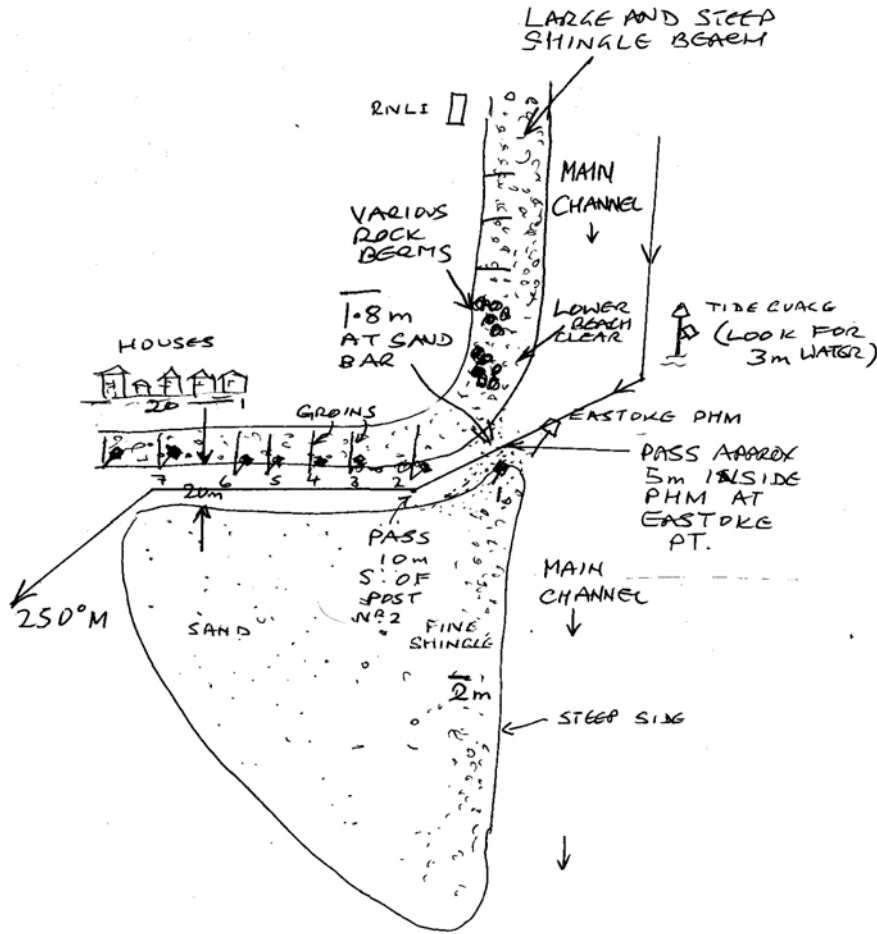 LARGE AND STEEP
SHINGLE BEACH
RNLI
MAIN
CHANNEL
VARIOUS
ROCK
BERMS
1.8m
AT SAND
BAR
LOWER
BEACH
CLEAR
TIDE GUAGE
(LOOK FOR
3m WATER)
HOUSES
20
1
GROINS
EASTOKE PHM
PASS APPROX
5m INSIDE
PHM AT
EASTOKE
PT.
7
6
5
4
3
2
1
20m
PASS
10m
S. OF
POST
NR.2
250°M
SAND
FINE
SHINGLE
2m
MAIN
CHANNEL
STEEP SIDE